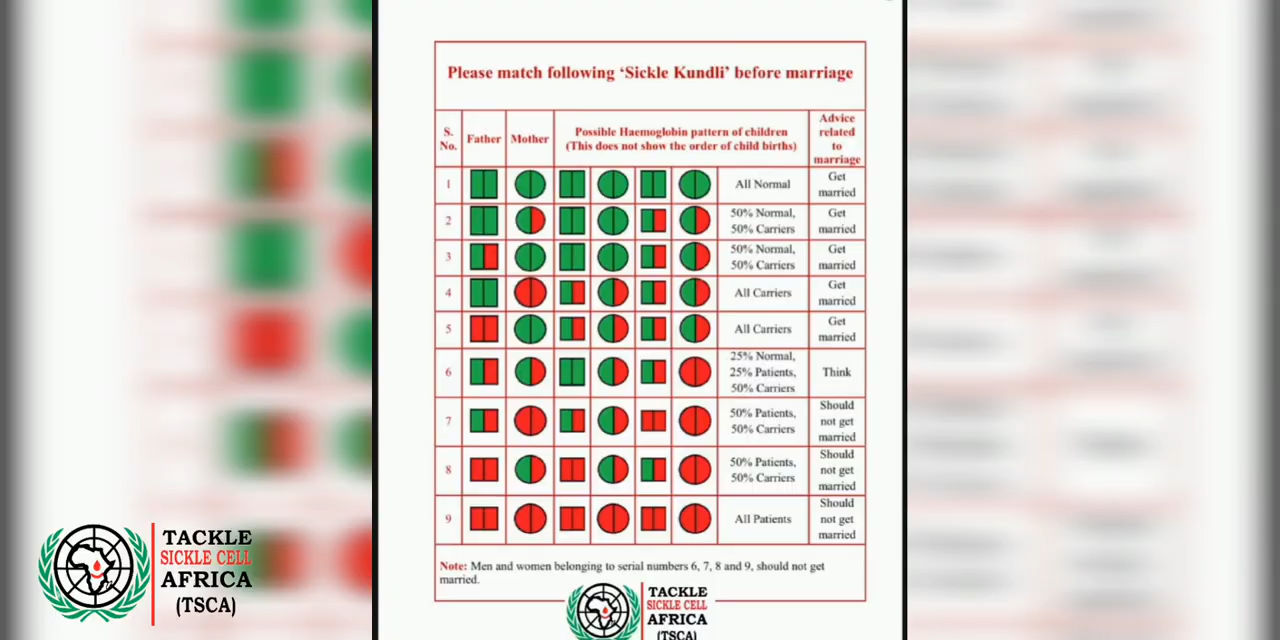 Please match following ‘Sickle Kundli’ before marriage
S. No. Father Mother Possible Haemoglobin pattern of children (This does not show the order of child births) Advice related to marriage
1 All Normal Get married
2 50% Normal, 50% Carriers Get married
3 50% Normal, 50% Carriers Get married
4 All Carriers Get married
5 All Carriers Get married
6 25% Normal, 25% Patients, 50% Carriers Think
7 50% Patients, 50% Carriers Should not get married
8 50% Patients, 50% Carriers Should not get married
9 All Patients Should not get married
Note: Men and women belonging to serial numbers 6, 7, 8 and 9, should not get
married.
TACKLE
SICKLE CELL
AFRICA
(TSCA)
TACKLE
SICKLE CELL
AFRICA
(TSCA)